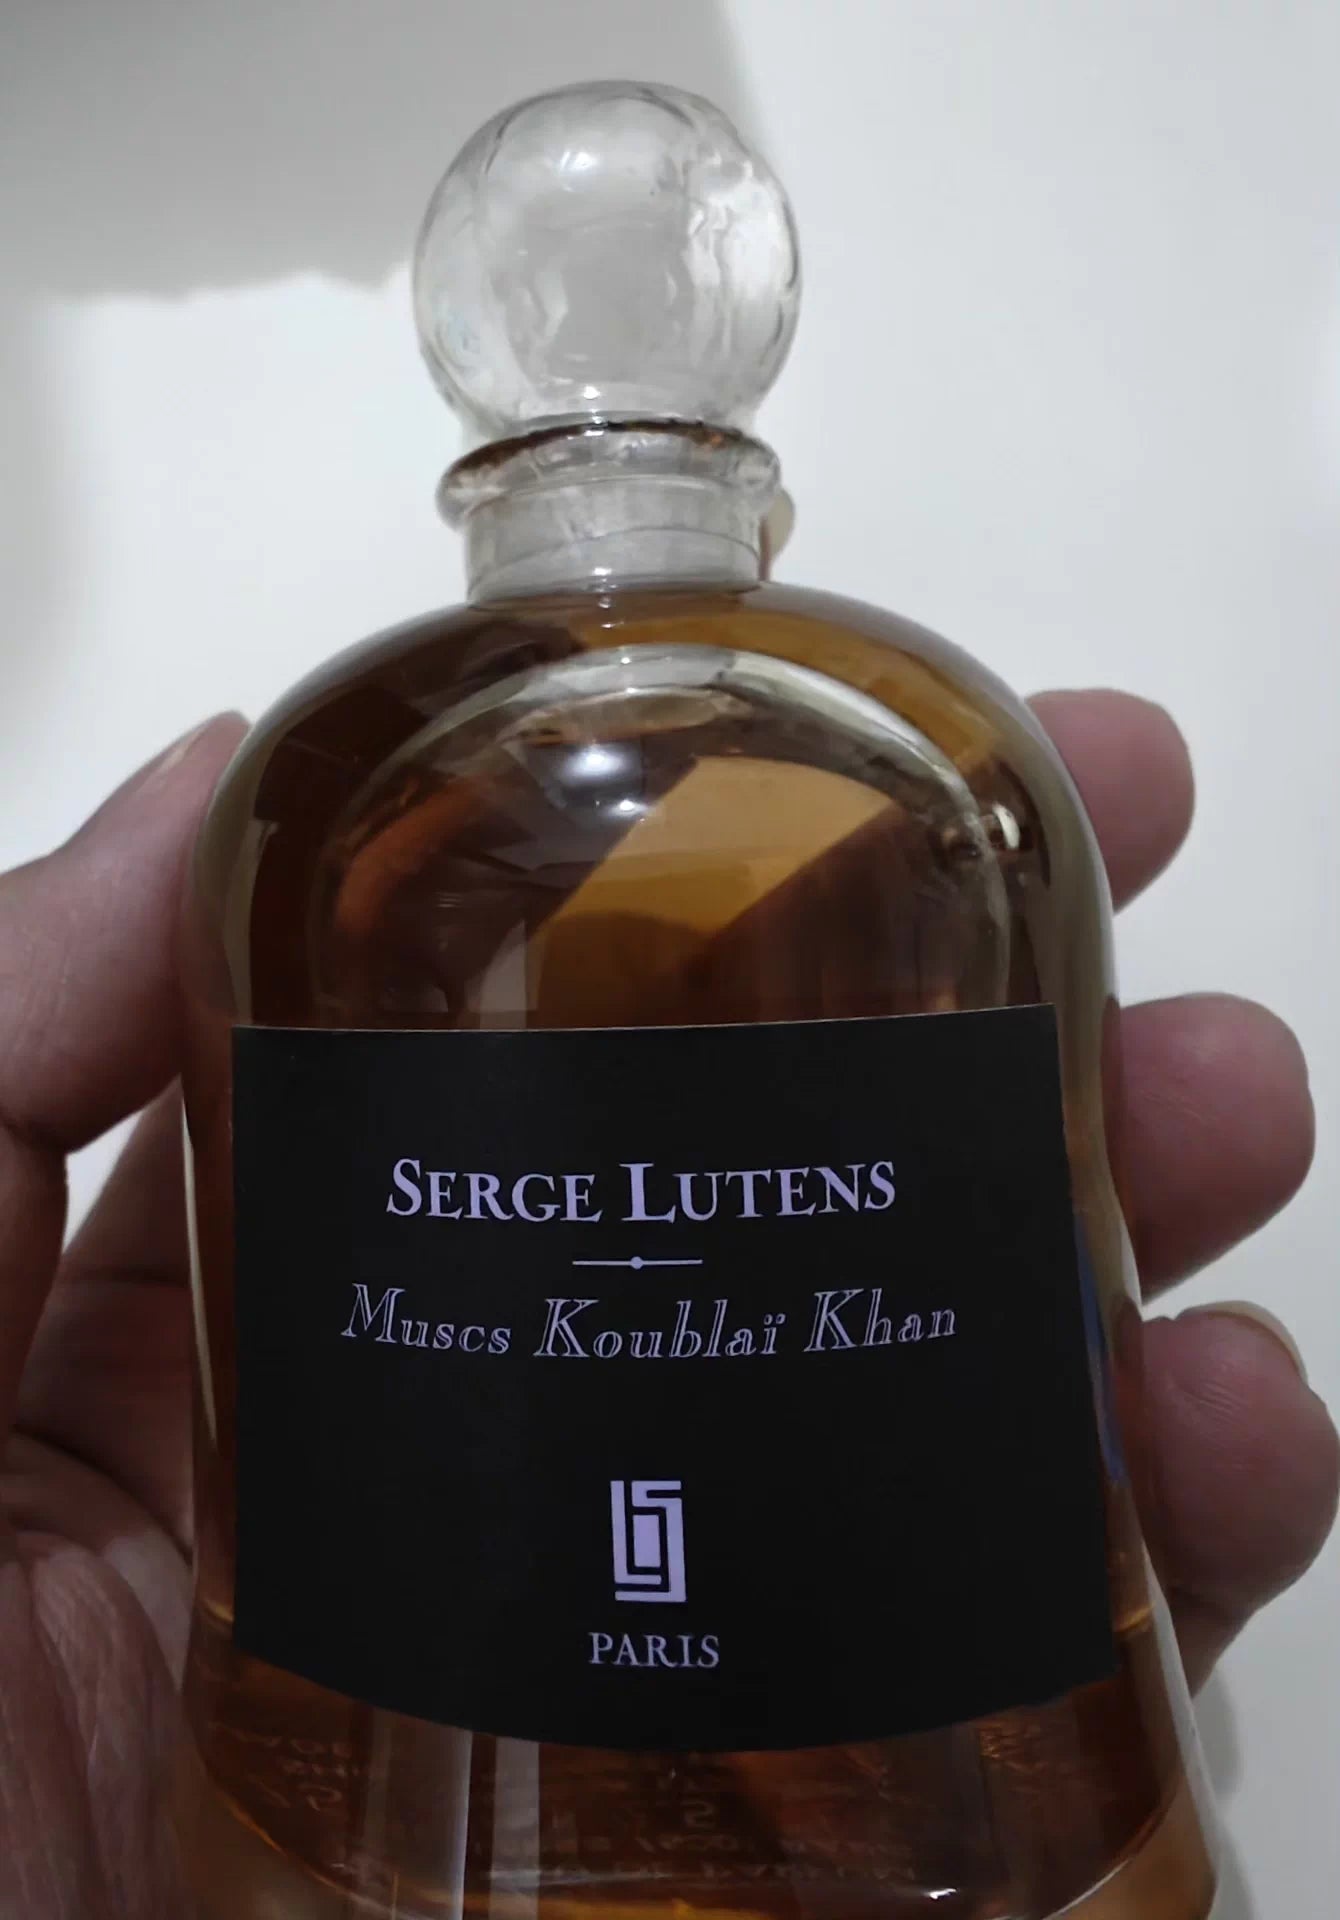 SERGE LUTENS
Muscs Koublaï Khan
PARIS